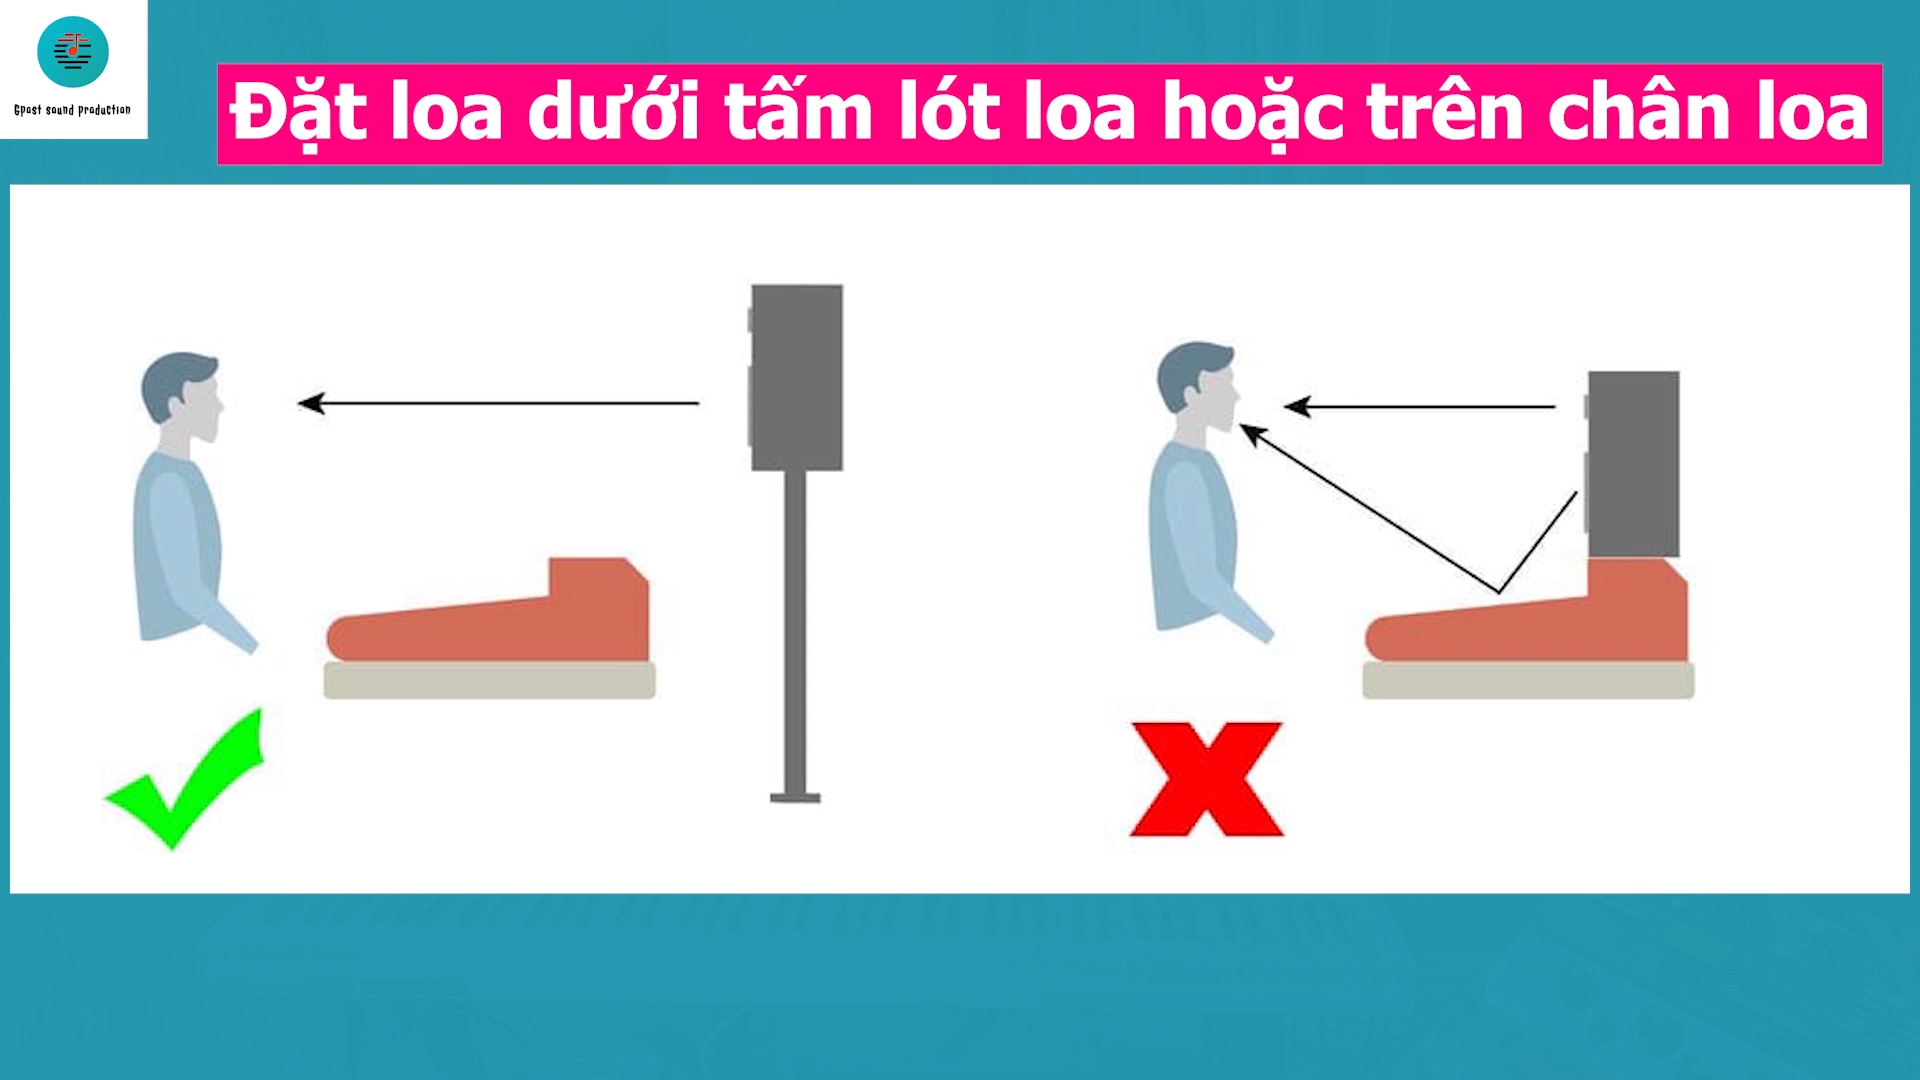 Gpost sound production
Đặt loa dưới tấm lót loa hoặc trên chân loa